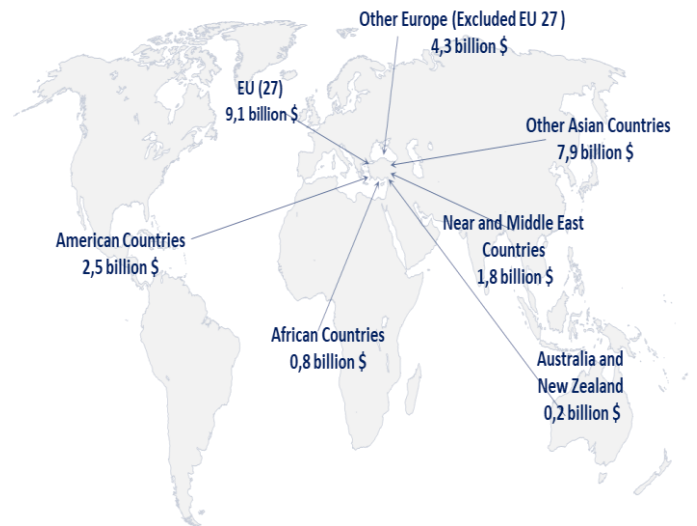 Other Europe (Excluded EU 27 )
4,3 billion $
EU (27)
9,1 billion $
Other Asian Countries
7,9 billion $
American Countries
2,5 billion $
Near and Middle East
Countries
1,8 billion $
African Countries
0,8 billion $
Australia and
New Zealand
0,2 billion $